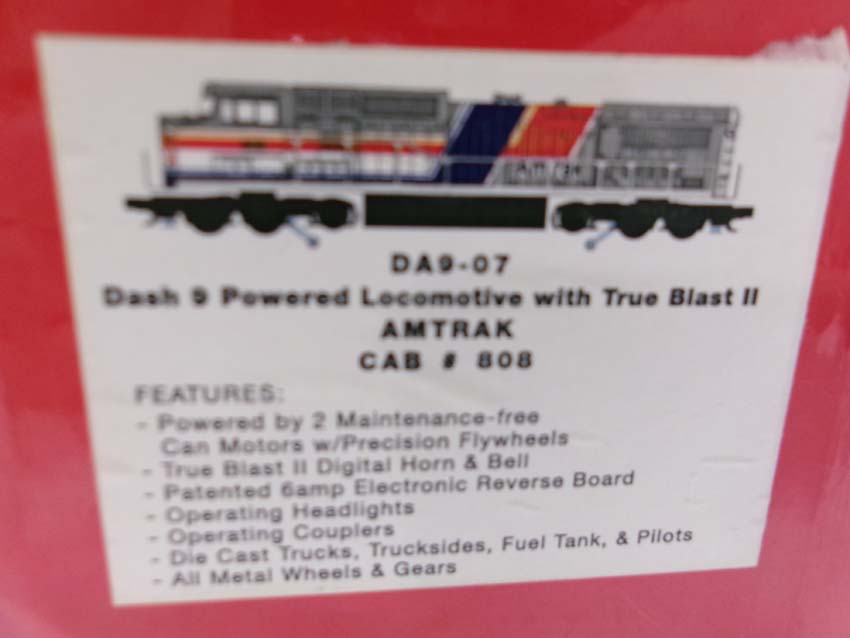 DA9-07
Dash 9 Powered Locomotive with True Blast II
AMTRAK
CAB # 808
FEATURES:
- Powered by 2 Maintenance-free
Can Motors w/Precision Flywheels
- True Blast II Digital Horn & Bell
- Patented 6amp Electronic Reverse Board
- Operating Headlights
- Operating Couplers
- Die Cast Trucks, Trucksides, Fuel Tank, & Pilots
- All Metal Wheels & Gears